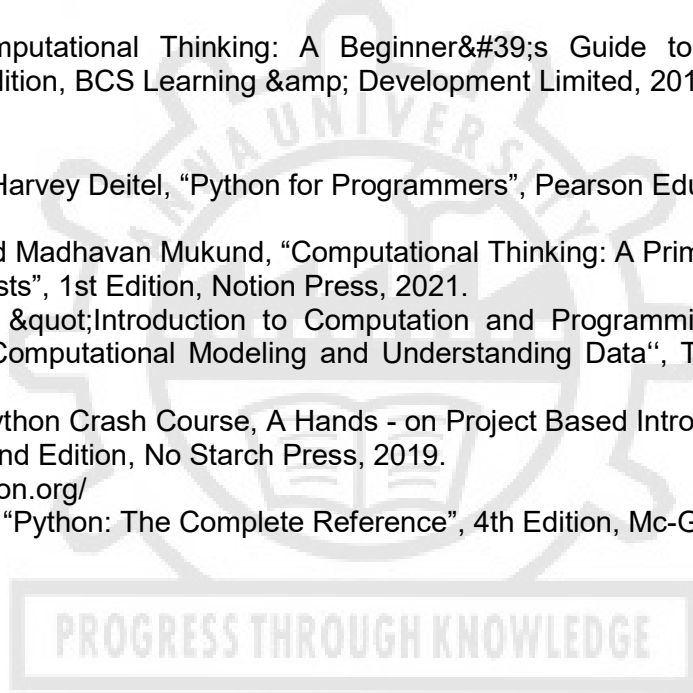 mputational Thinking: A Beginner&#39;s Guide to
dition, BCS Learning &amp; Development Limited, 201
ANNA UNIVERSITY
Harvey Deitel, “Python for Programmers”, Pearson Edu
d Madhavan Mukund, “Computational Thinking: A Prim
sts”, 1st Edition, Notion Press, 2021.
&quot;Introduction to Computation and Programmi
Computational Modeling and Understanding Data‘‘, T
ython Crash Course, A Hands - on Project Based Intro
nd Edition, No Starch Press, 2019.
on.org/
“Python: The Complete Reference”, 4th Edition, Mc-G
PROGRESS THROUGH KNOWLEDGE